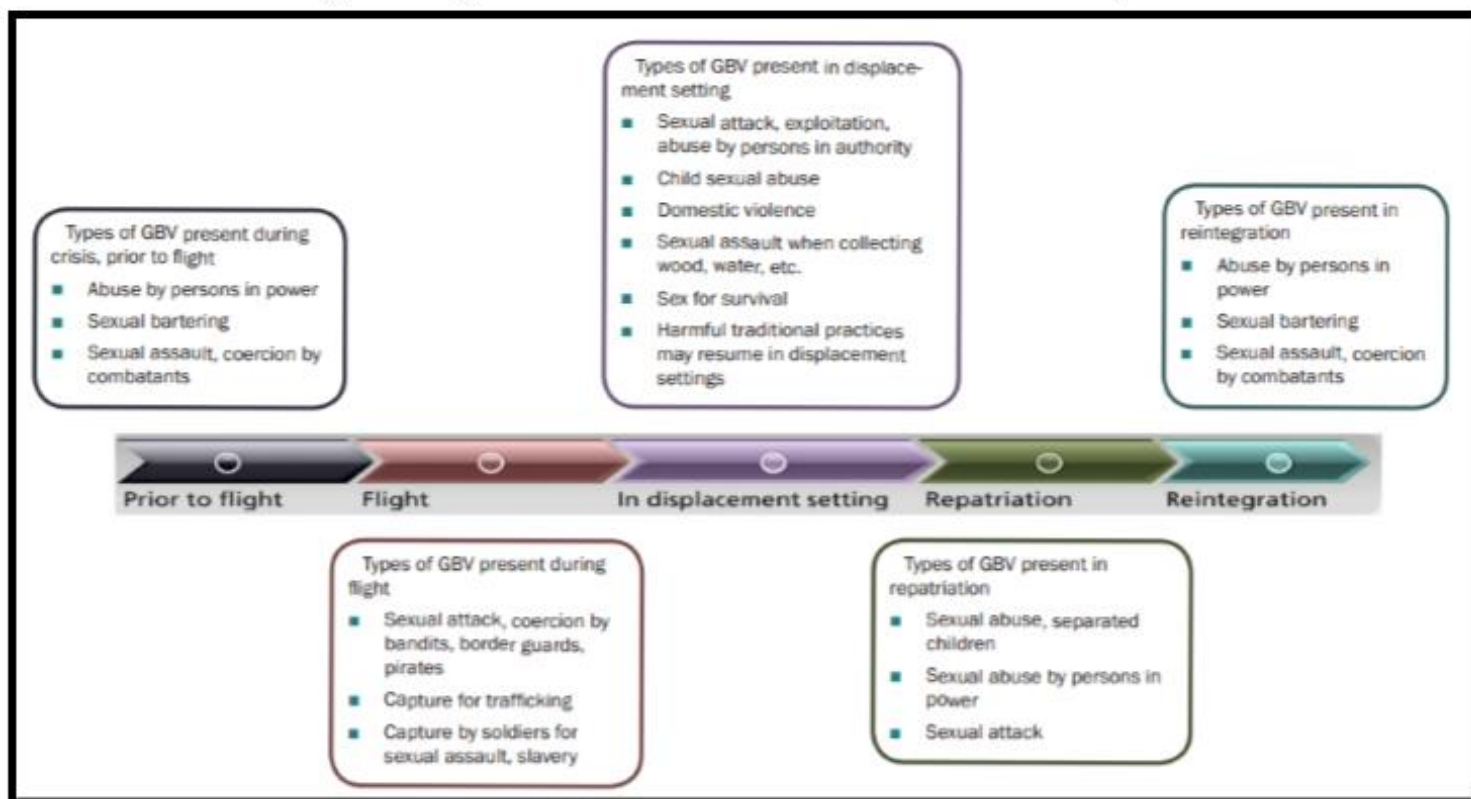 Types of GBV present in displace-
ment setting
Sexual attack, exploitation,
abuse by persons in authority
Child sexual abuse
Domestic violence
Sexual assault when collecting
wood, water, etc.
Sex for survival
Harmful traditional practices
may resume in displacement
settings
Types of GBV present during
crisis, prior to flight
Abuse by persons in power
Sexual bartering
Sexual assault, coercion by
combatants
Types of GBV present in
reintegration
Abuse by persons in
power
Sexual bartering
Sexual assault, coercion
by combatants
Prior to flight
Flight
In displacement setting
Repatriation
Reintegration
Types of GBV present during
flight
Sexual attack, coercion by
bandits, border guards,
pirates
Capture for trafficking
Capture by soldiers for
sexual assault, slavery
Types of GBV present in
repatriation
Sexual abuse, separated
children
Sexual abuse by persons in
power
Sexual attack